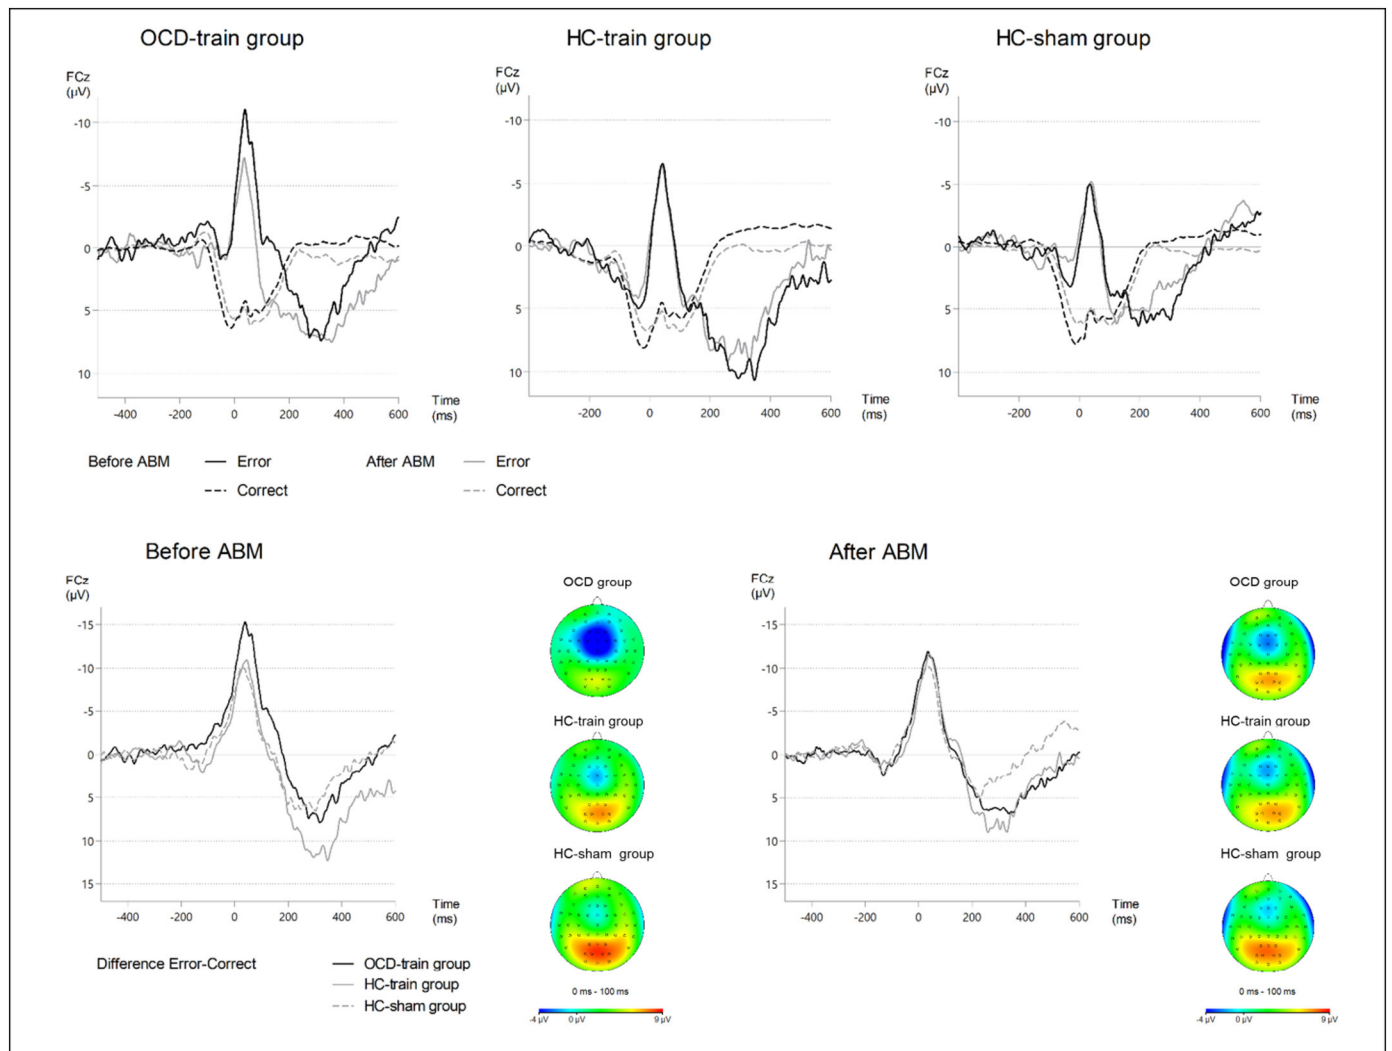 OCD-train group
HC-train group
HC-sham group
FCz
(µV)
-10
-5
0
5
10
-400 -200 0 200 400 600
Time
(ms)
FCz
(µV)
-10
-5
0
5
10
-200 0 200 400 600
Time
(ms)
FCz
(µV)
-10
-5
0
5
10
-200 0 200 400 600
Time
(ms)
Before ABM Error After ABM Error
Correct Correct
Before ABM
After ABM
FCz
(µV)
-15
-10
-5
0
5
10
15
-400 -200 0 200 400 600
Time
(ms)
OCD group
HC-train group
HC-sham group
0 ms - 100 ms
-4 µV 0 µV 9 µV
FCz
(µV)
-15
-10
-5
0
5
10
15
-400 -200 0 200 400 600
Time
(ms)
OCD group
HC-train group
HC-sham group
0 ms - 100 ms
-4 µV 0 µV 9 µV
Difference Error-Correct OCD-train group
HC-train group
HC-sham group